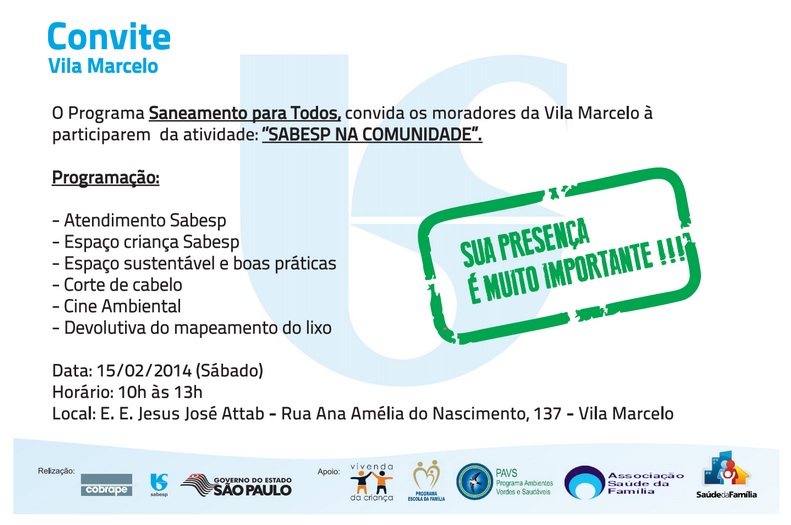 Convite
Vila Marcelo
O Programa Saneamento para Todos, convida os moradores da Vila Marcelo à
participarem da atividade: “SABESP NA COMUNIDADE”.
Programação:
- Atendimento Sabesp
- Espaço criança Sabesp
- Espaço sustentável e boas práticas
- Corte de cabelo
- Cine Ambiental
- Devolutiva do mapeamento do lixo
SUA PRESENÇA
É MUITO IMPORTANTE !!!
Data: 15/02/2014 (Sábado)
Horário: 10h às 13h
Local: E. E. Jesus José Attab - Rua Ana Amélia do Nascimento, 137 - Vila Marcelo
Relização:
cobrape
sabesp
GOVERNO DO ESTADO
SÃO PAULO
Apoio:
vivenda
da criança
PROGRAMA
ESCOLA DA FAMÍLIA
PAVS
Programa Ambientes
Verdes e Saudáveis
Associação
Saúde da
Família
SaúdedaFamília